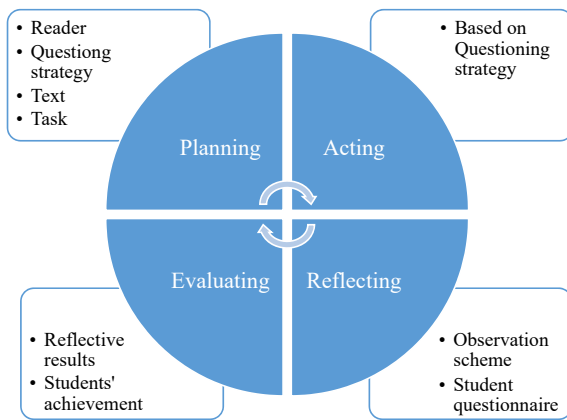 • Reader
• Questiong
strategy
• Text
• Task
• Based on
Questioning
strategy
Planning
Acting
Evaluating
Reflecting
• Reflective
results
• Students'
achievement
• Observation
scheme
• Student
questionnaire